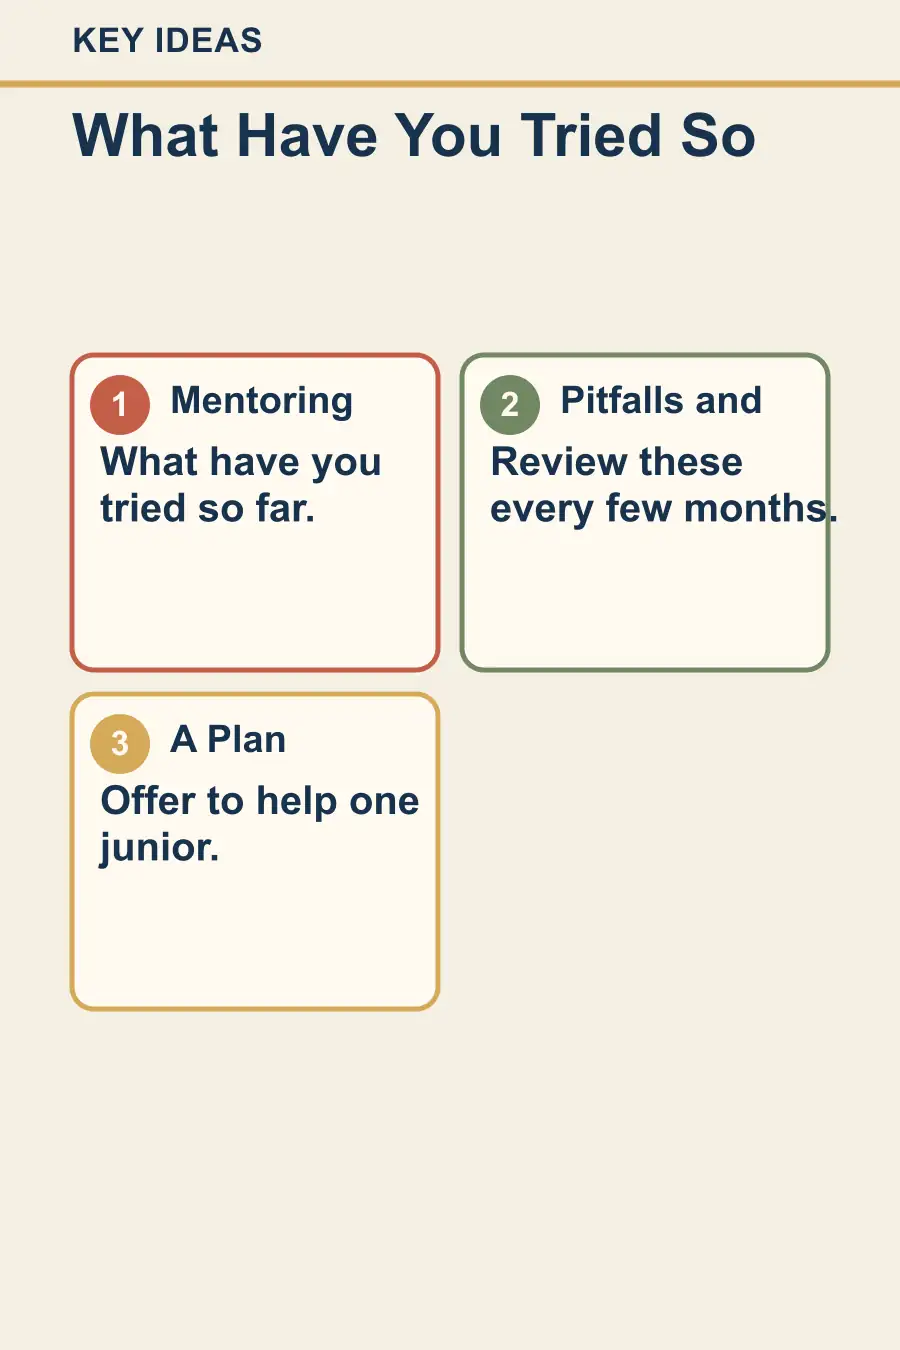 KEY IDEAS
What Have You Tried So
1 Mentoring
What have you
tried so far.
2 Pitfalls and
Review these
every few months.
3 A Plan
Offer to help one
junior.